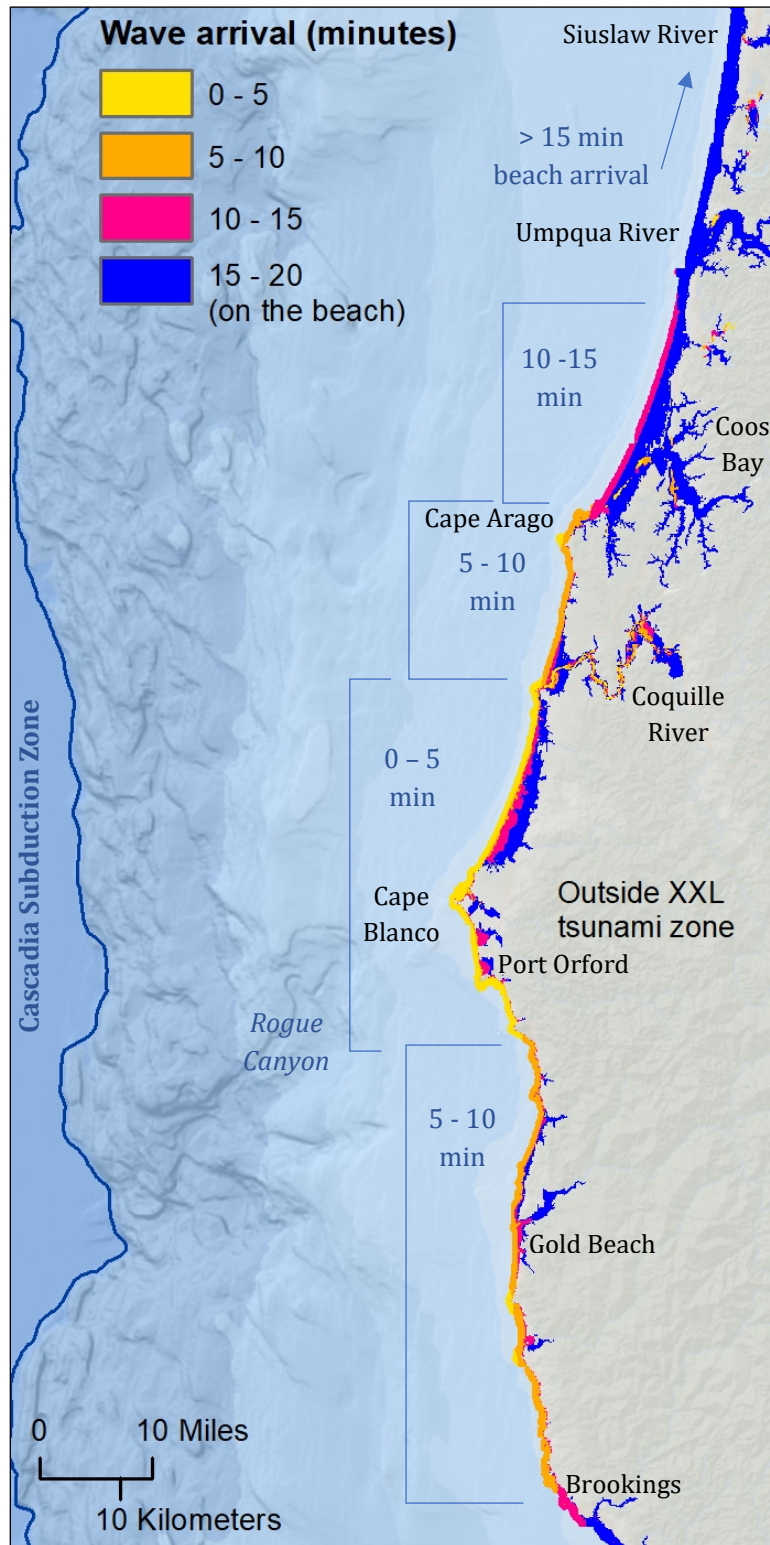 Wave arrival (minutes)
0 - 5
5 - 10
10 - 15
15 - 20
(on the beach)
Siuslaw River
> 15 min
beach arrival
Umpqua River
10 -15
min
Coos
Bay
Cape Arago
5 - 10
min
Coquille
River
0 – 5
min
Cascadia Subduction Zone
Cape
Blanco
Outside XXL
tsunami zone
Port Orford
Rogue
Canyon
5 - 10
min
Gold Beach
Brookings
0
10 Miles
10 Kilometers